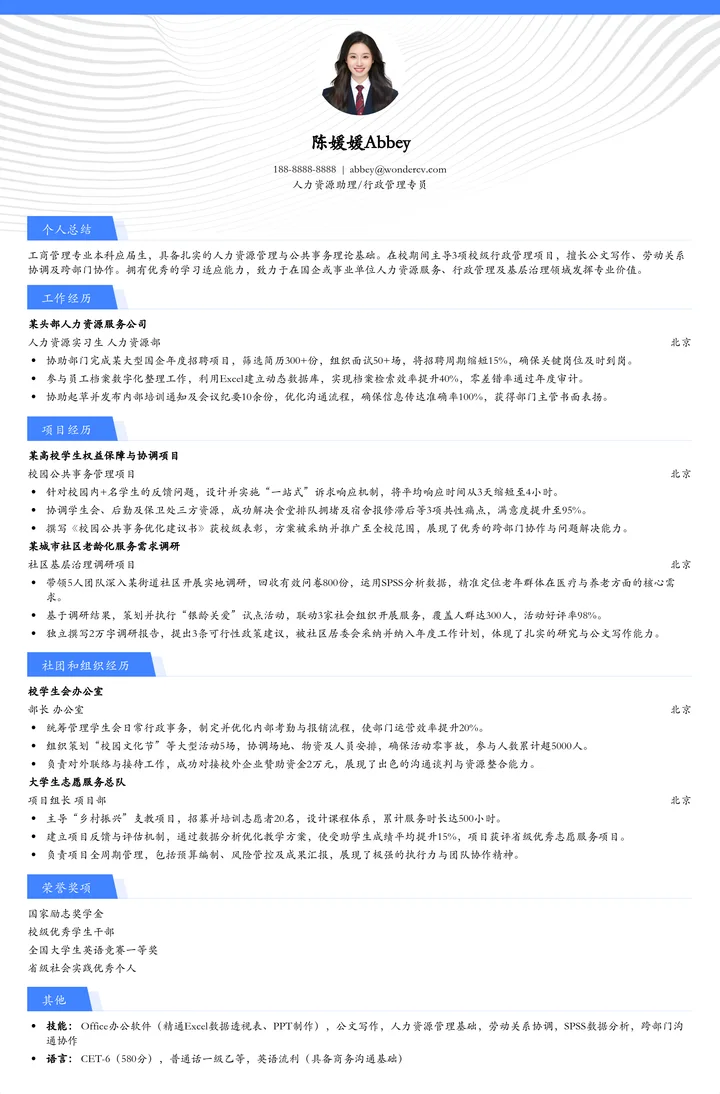 陈媛媛Abbey
188-8888-8888 | abbey@wondercv.com
人力资源助理/行政管理专员
个人总结
工商管理专业本科应届生，具备扎实的人力资源管理与公共事务理论基础。在校期间主导3项校级行政管理项目，擅长公文写作、劳动关系
协调及跨部门协作。拥有优秀的学习适应能力，致力于在国企或事业单位人力资源服务、行政管理及基层治理领域发挥专业价值。
工作经历
某头部人力资源服务公司
人力资源实习生 人力资源部 北京
• 协助部门完成某大型国企年度招聘项目，筛选简历300+份，组织面试50+场，将招聘周期缩短15%，确保关键岗位及时到岗。
• 参与员工档案数字化整理工作，利用Excel建立动态数据库，实现档案检索效率提升40%，零差错率通过年度审计。
• 协助起草并发布内部培训通知及会议纪要10余份，优化沟通流程，确保信息传达准确率100%，获得部门主管书面表扬。
项目经历
某高校学生权益保障与协调项目
校园公共事务管理项目 北京
• 针对校园内+名学生的反馈问题，设计并实施“一站式”诉求响应机制，将平均响应时间从3天缩短至4小时。
• 协调学生会、后勤及保卫处三方资源，成功解决食堂排队拥堵及宿舍报修滞后等3项共性痛点，满意度提升至95%。
• 撰写《校园公共事务优化建议书》获校级表彰，方案被采纳并推广至全校范围，展现了优秀的跨部门协作与问题解决能力。
某城市社区老龄化服务需求调研
社区基层治理调研项目 北京
• 带领5人团队深入某街道社区开展实地调研，回收有效问卷800份，运用SPSS分析数据，精准定位老年群体在医疗与养老方面的核心需
求。
• 基于调研结果，策划并执行“银龄关爱”试点活动，联动3家社会组织开展服务，覆盖人群达300人，活动好评率98%。
• 独立撰写2万字调研报告，提出3条可行性政策建议，被社区居委会采纳并纳入年度工作计划，体现了扎实的研究与公文写作能力。
社团和组织经历
校学生会办公室
部长 办公室 北京
• 统筹管理学生会日常行政事务，制定并优化内部考勤与报销流程，使部门运营效率提升20%。
• 组织策划“校园文化节”等大型活动5场，协调场地、物资及人员安排，确保活动零事故，参与人数累计超5000人。
• 负责对外联络与接待工作，成功对接校外企业赞助资金2万元，展现了出色的沟通谈判与资源整合能力。
大学生志愿服务总队
项目组长 项目部 北京
• 主导“乡村振兴”支教项目，招募并培训志愿者20名，设计课程体系，累计服务时长达500小时。
• 建立项目反馈与评估机制，通过数据分析优化教学方案，使受助学生成绩平均提升15%，项目获评省级优秀志愿服务项目。
• 负责项目全周期管理，包括预算编制、风险管控及成果汇报，展现了极强的执行力与团队协作精神。
荣誉奖项
国家励志奖学金
校级优秀学生干部
全国大学生英语竞赛一等奖
省级社会实践优秀个人
其他
• 技能： Office办公软件（精通Excel数据透视表、PPT制作），公文写作，人力资源管理基础，劳动关系协调，SPSS数据分析，跨部门沟
通协作
• 语言： CET-6（580分），普通话一级乙等，英语流利（具备商务沟通基础）